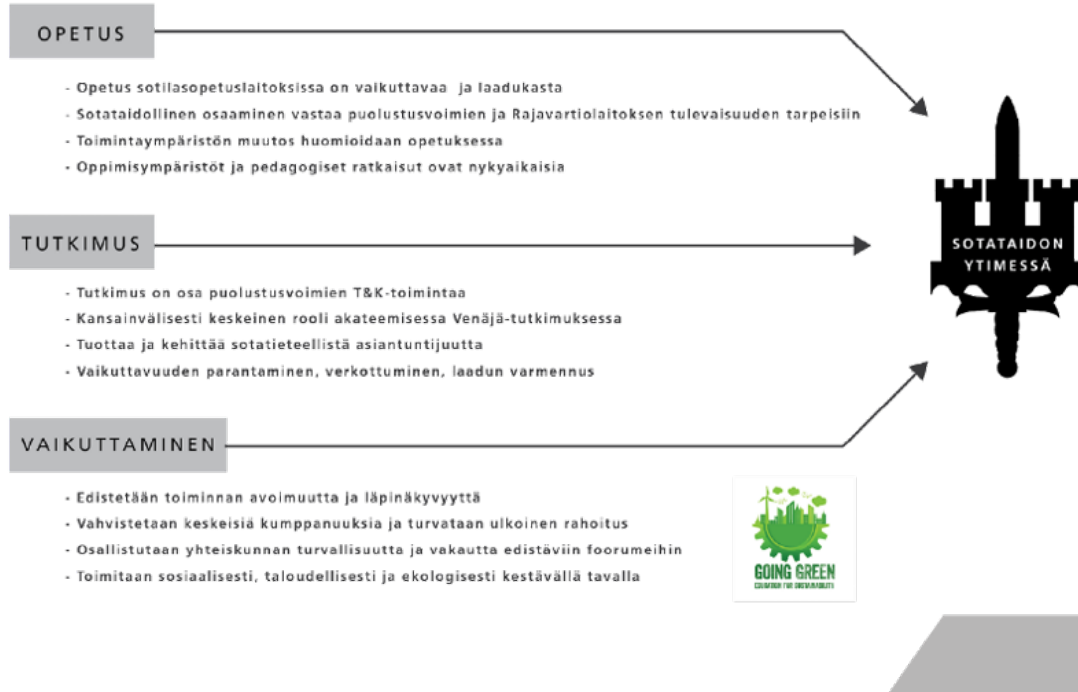 OPETUS
- Opetus sotilasopetuslaitoksissa on vaikuttavaa ja laadukasta
- Sotataidollinen osaaminen vastaa puolustusvoimien ja Rajavartiolaitoksen tulevaisuuden tarpeisiin
- Toimintaympäristön muutos huomioidaan opetuksessa
- Oppimisympäristöt ja pedagogiset ratkaisut ovat nykyaikaisia
TUTKIMUS
- Tutkimus on osa puolustusvoimien T&K-toimintaa
- Kansainvälisesti keskeinen rooli akateemisessa Venäjä-tutkimuksessa
- Tuottaa ja kehittää sotatieteellistä asiantuntijuutta
- Vaikuttavuuden parantaminen, verkottuminen, laadun varmennus
SOTATAIDON
YTIMESSÄ
VAIKUTTAMINEN
- Edistetään toiminnan avoimuutta ja läpinäkyvyyttä
- Vahvistetaan keskeisiä kumppanuuksia ja turvataan ulkoinen rahoitus
- Osallistutaan yhteiskunnan turvallisuutta ja vakautta edistäviin foorumeihin
- Toimitaan sosiaalisesti, taloudellisesti ja ekologisesti kestävällä tavalla
GOING GREEN
FOR SUSTAINABILITY